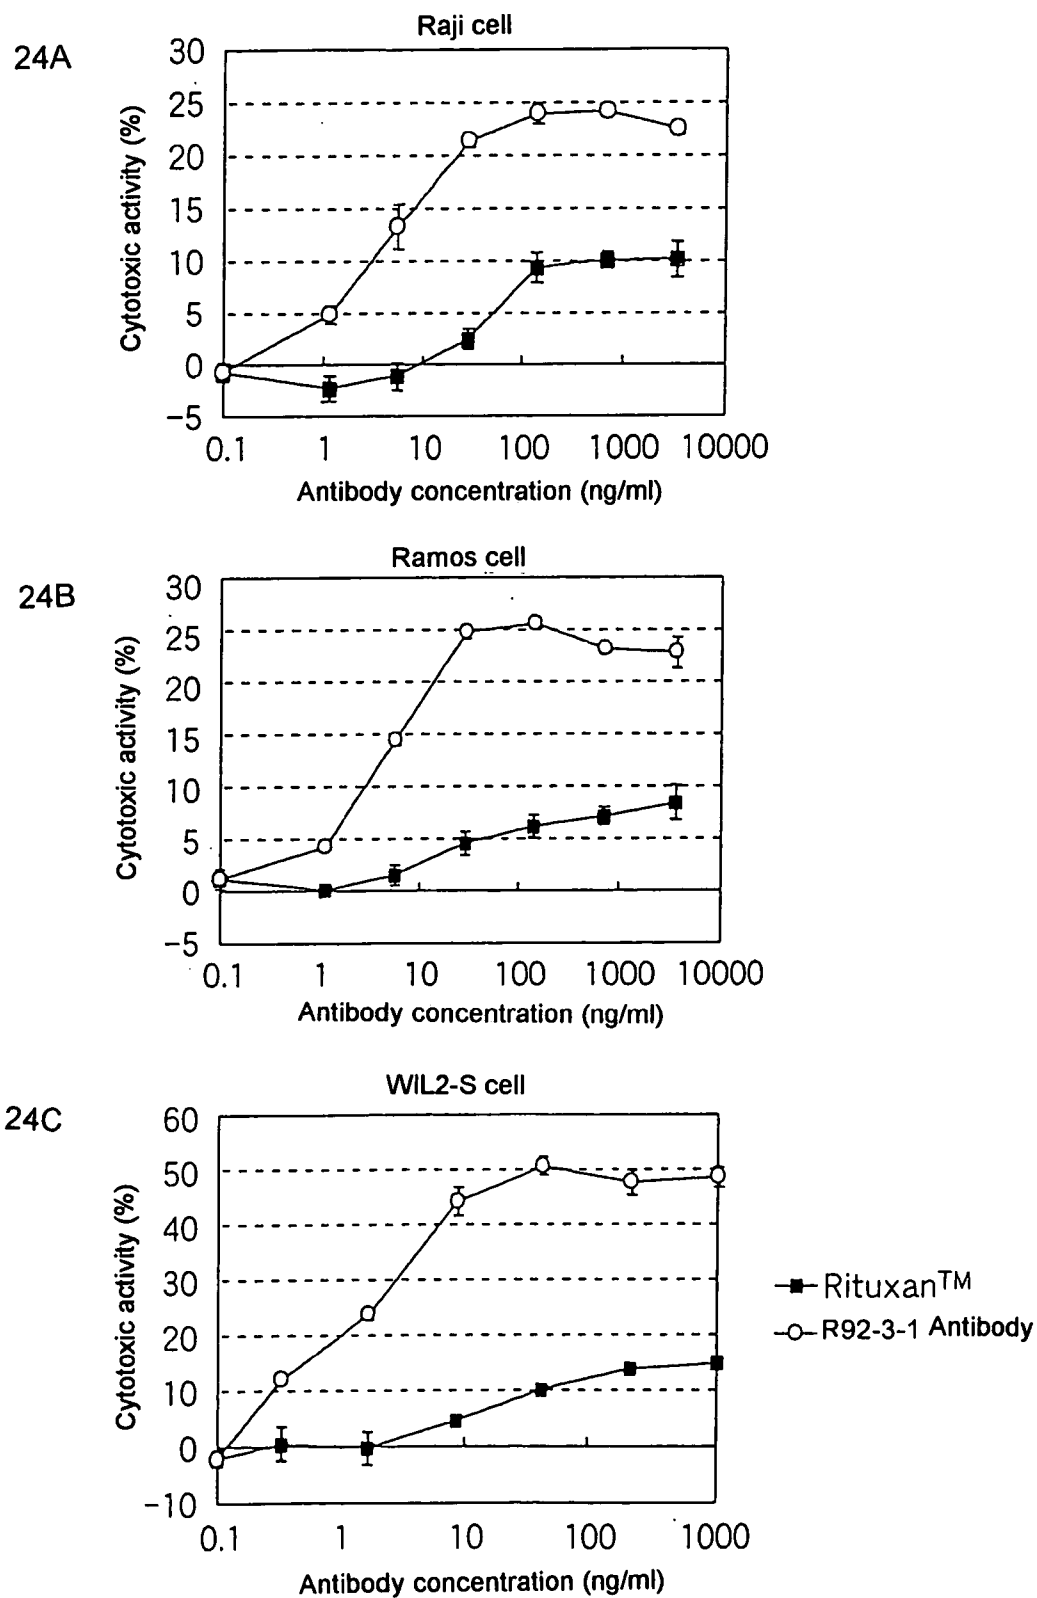 24A
Raji cell
Cytotoxic activity (%)
30
25
20
15
10
5
0
−5
0.1 1 10 100 1000 10000
Antibody concentration (ng/ml)
24B
Ramos cell
Cytotoxic activity (%)
30
25
20
15
10
5
0
−5
0.1 1 10 100 1000 10000
Antibody concentration (ng/ml)
24C
WIL2-S cell
Cytotoxic activity (%)
60
50
40
30
20
10
0
−10
0.1 1 10 100 1000
Antibody concentration (ng/ml)
Rituxan™
R92-3-1 Antibody